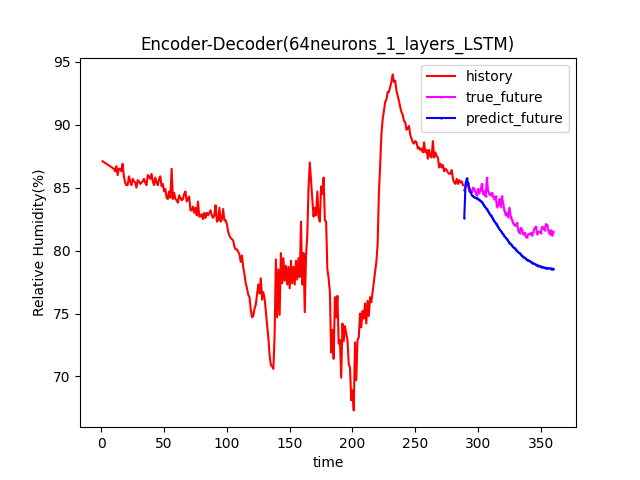 Encoder-Decoder(64neurons_1_layers_LSTM)
history
true_future
predict_future
Relative Humidity(%)
95
90
85
80
75
70
0 50 100 150 200 250 300 350
time